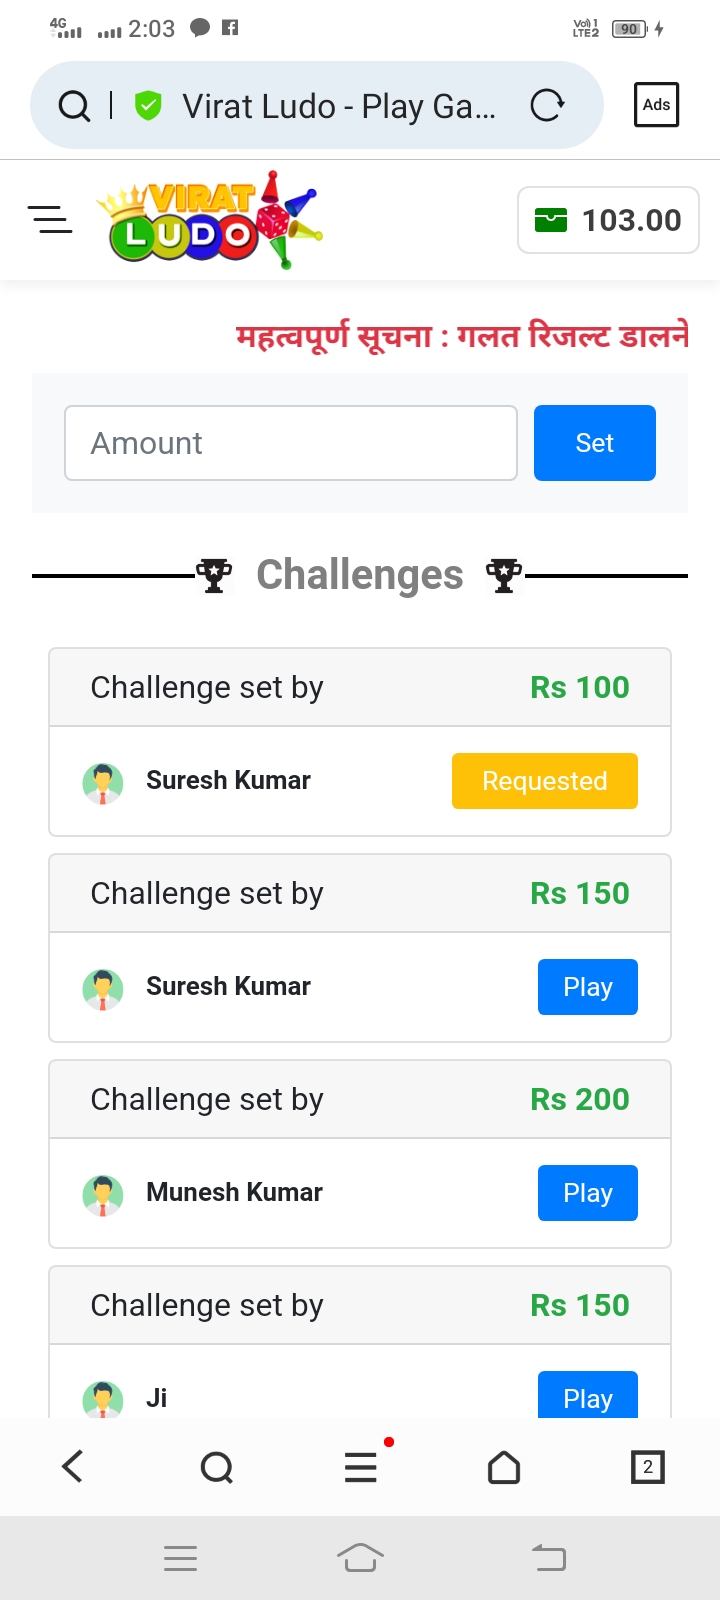 4G 2:03 Vo) 1 LTE2 90
Virat Ludo - Play Ga... Ads
VIRAT
LUDO
103.00
महत्वपूर्ण सूचना : गलत रिजल्ट डालने
Amount Set
Challenges
Challenge set by Rs 100
Suresh Kumar Requested
Challenge set by Rs 150
Suresh Kumar Play
Challenge set by Rs 200
Munesh Kumar Play
Challenge set by Rs 150
Ji Play
2